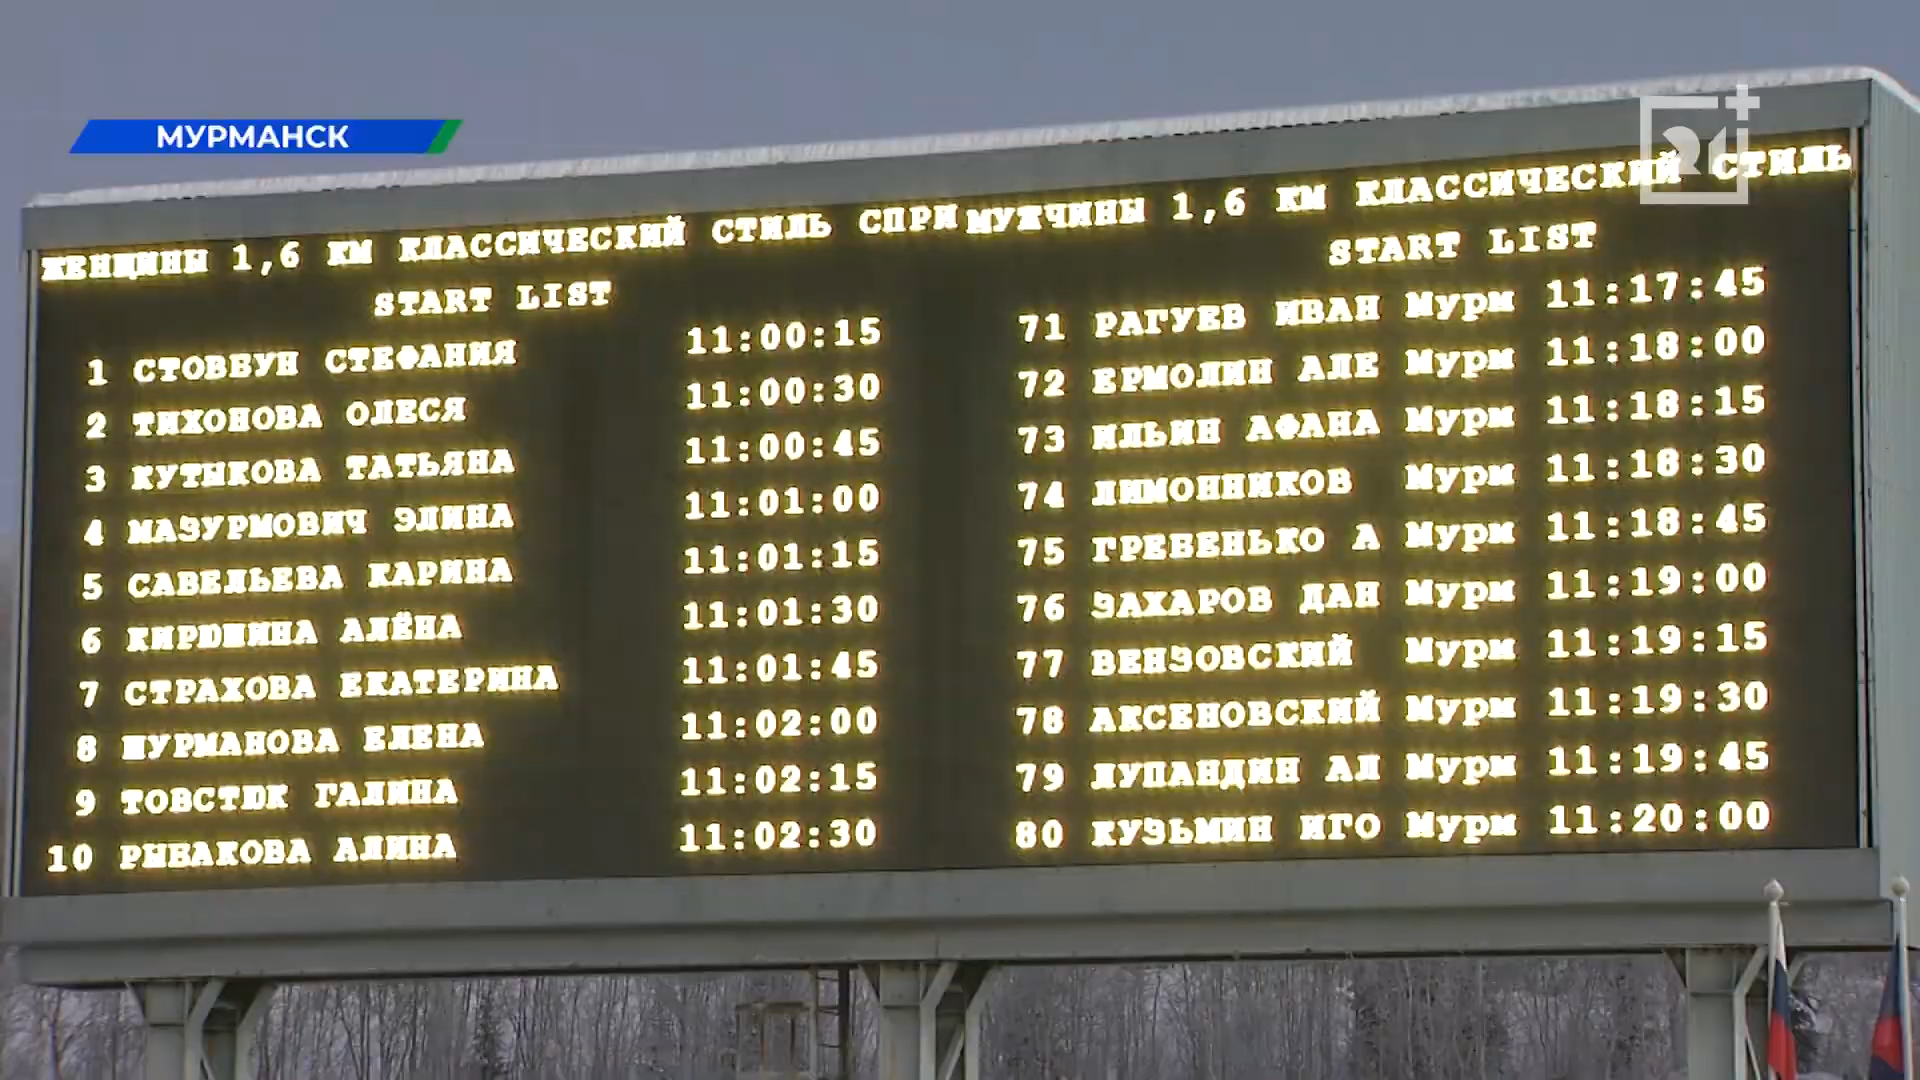 МУРМАНСК
21+
ЖЕНЩИНЫ 1,6 КМ КЛАССИЧЕСКИЙ СТИЛЬ СПРИ
START LIST
1 СТОВБУН СТЕФАНИЯ 11:00:15
2 ТИХОНОВА ОЛЕСЯ 11:00:30
3 КУТЫКОВА ТАТЬЯНА 11:00:45
4 МАЗУРМОВИЧ ЭЛИНА 11:01:00
5 САВЕЛЬЕВА КАРИНА 11:01:15
6 КИРЮШИНА АЛЁНА 11:01:30
7 СТРАХОВА ЕКАТЕРИНА 11:01:45
8 ШУРМАНОВА ЕЛЕНА 11:02:00
9 ТОВСТЮК ГАЛИНА 11:02:15
10 РЫБАКОВА АЛИНА 11:02:30
МУЖЧИНЫ 1,6 КМ КЛАССИЧЕСКИЙ СТИЛЬ
START LIST
71 РАГУЕВ ИВАН Мурм 11:17:45
72 ЕРМОЛИН АЛЕ Мурм 11:18:00
73 ИЛЬИН АФАНА Мурм 11:18:15
74 ЛИМОННИКОВ Мурм 11:18:30
75 ГРЕБЕНЬКО А Мурм 11:18:45
76 ЗАХАРОВ ДАН Мурм 11:19:00
77 ВЕНЗОВСКИЙ Мурм 11:19:15
78 АКСЕНОВСКИЙ Мурм 11:19:30
79 ЛУПАНДИН АЛ Мурм 11:19:45
80 КУЗЬМИН ИГО Мурм 11:20:00